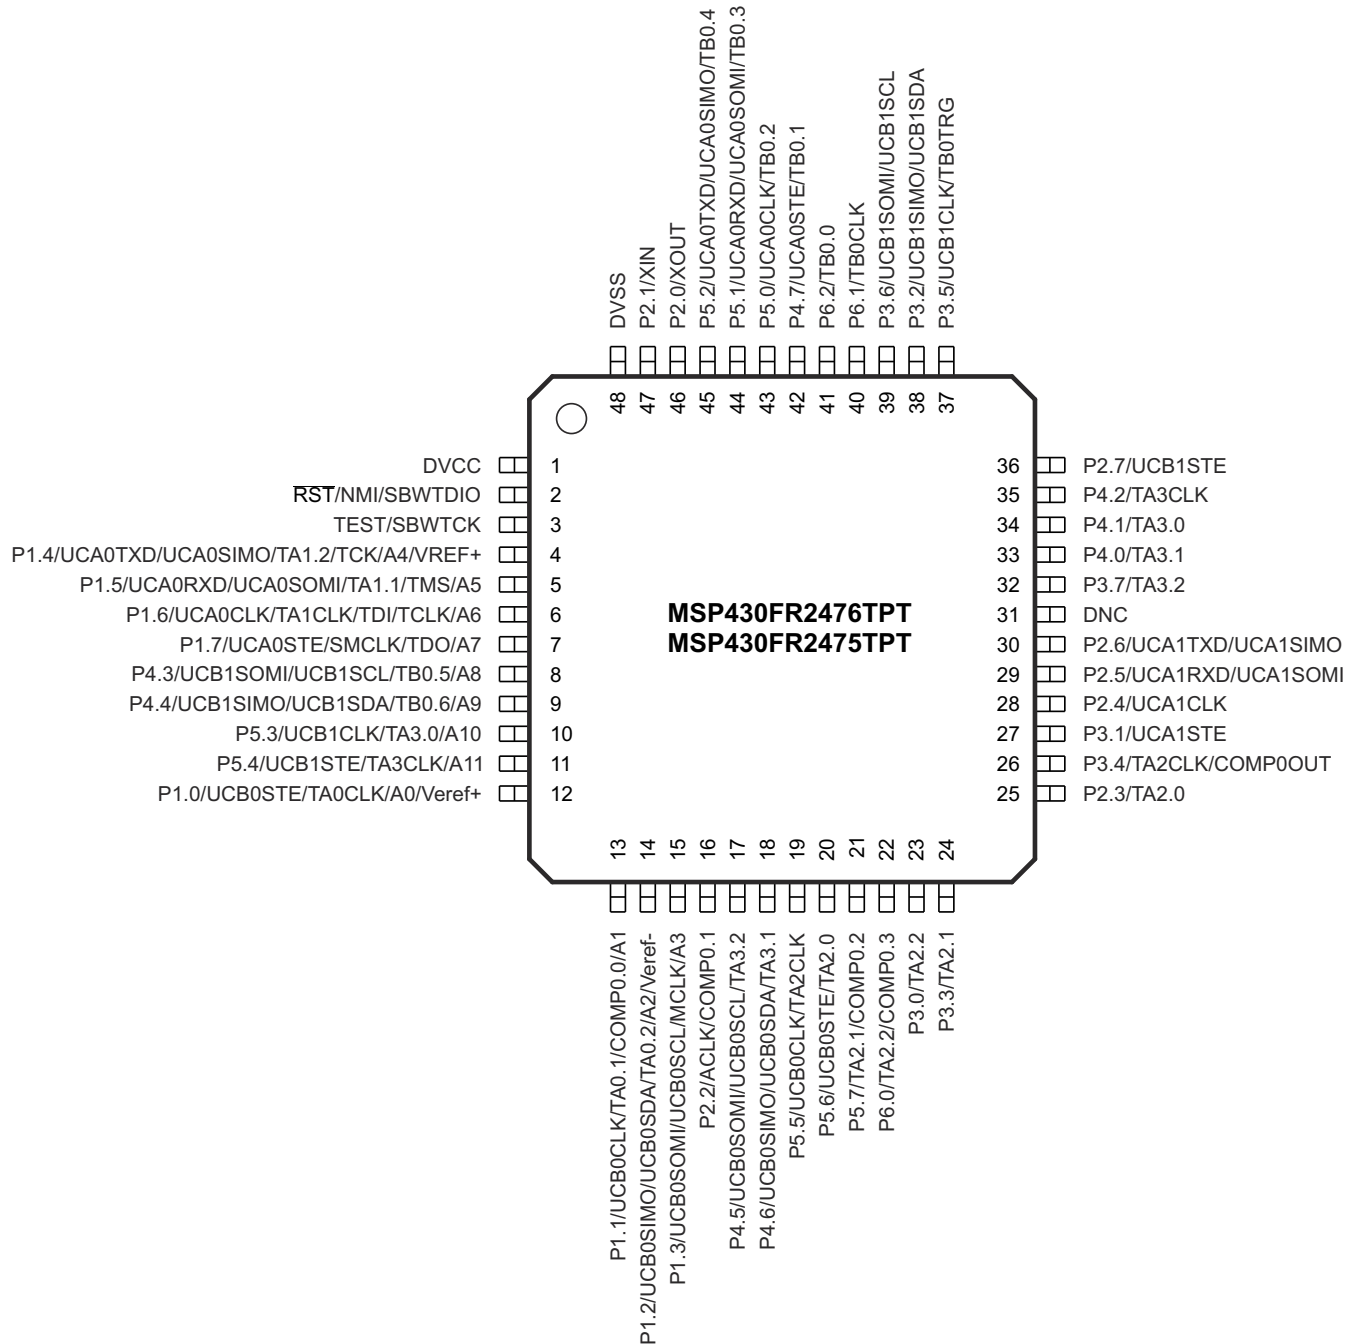 DVSS
P2.1/XIN
P2.0/XOUT
P5.2/UCA0TXD/UCA0SIMO/TB0.4
P5.1/UCA0RXD/UCA0SOMI/TB0.3
P5.0/UCA0CLK/TB0.2
P4.7/UCA0STE/TB0.1
P6.2/TB0.0
P6.1/TB0CLK
P3.6/UCB1SOMI/UCB1SCL
P3.2/UCB1SIMO/UCB1SDA
P3.5/UCB1CLK/TB0TRG
48
47
46
45
44
43
42
41
40
39
38
37
DVCC 1
RST/NMI/SBWTDIO 2
TEST/SBWTCK 3
P1.4/UCA0TXD/UCA0SIMO/TA1.2/TCK/A4/VREF+ 4
P1.5/UCA0RXD/UCA0SOMI/TA1.1/TMS/A5 5
P1.6/UCA0CLK/TA1CLK/TDI/TCLK/A6 6
P1.7/UCA0STE/SMCLK/TDO/A7 7
P4.3/UCB1SOMI/UCB1SCL/TB0.5/A8 8
P4.4/UCB1SIMO/UCB1SDA/TB0.6/A9 9
P5.3/UCB1CLK/TA3.0/A10 10
P5.4/UCB1STE/TA3CLK/A11 11
P1.0/UCB0STE/TA0CLK/A0/Veref+ 12
MSP430FR2476TPT
MSP430FR2475TPT
36 P2.7/UCB1STE
35 P4.2/TA3CLK
34 P4.1/TA3.0
33 P4.0/TA3.1
32 P3.7/TA3.2
31 DNC
30 P2.6/UCA1TXD/UCA1SIMO
29 P2.5/UCA1RXD/UCA1SOMI
28 P2.4/UCA1CLK
27 P3.1/UCA1STE
26 P3.4/TA2CLK/COMP0OUT
25 P2.3/TA2.0
13
14
15
16
17
18
19
20
21
22
23
24
P1.1/UCB0CLK/TA0.1/COMP0.0/A1
P1.2/UCB0SIMO/UCB0SDA/TA0.2/A2/Veref-
P1.3/UCB0SOMI/UCB0SCL/MCLK/A3
P2.2/ACLK/COMP0.1
P4.5/UCB0SOMI/UCB0SCL/TA3.2
P4.6/UCB0SIMO/UCB0SDA/TA3.1
P5.5/UCB0CLK/TA2CLK
P5.6/UCB0STE/TA2.0
P5.7/TA2.1/COMP0.2
P6.0/TA2.2/COMP0.3
P3.0/TA2.2
P3.3/TA2.1